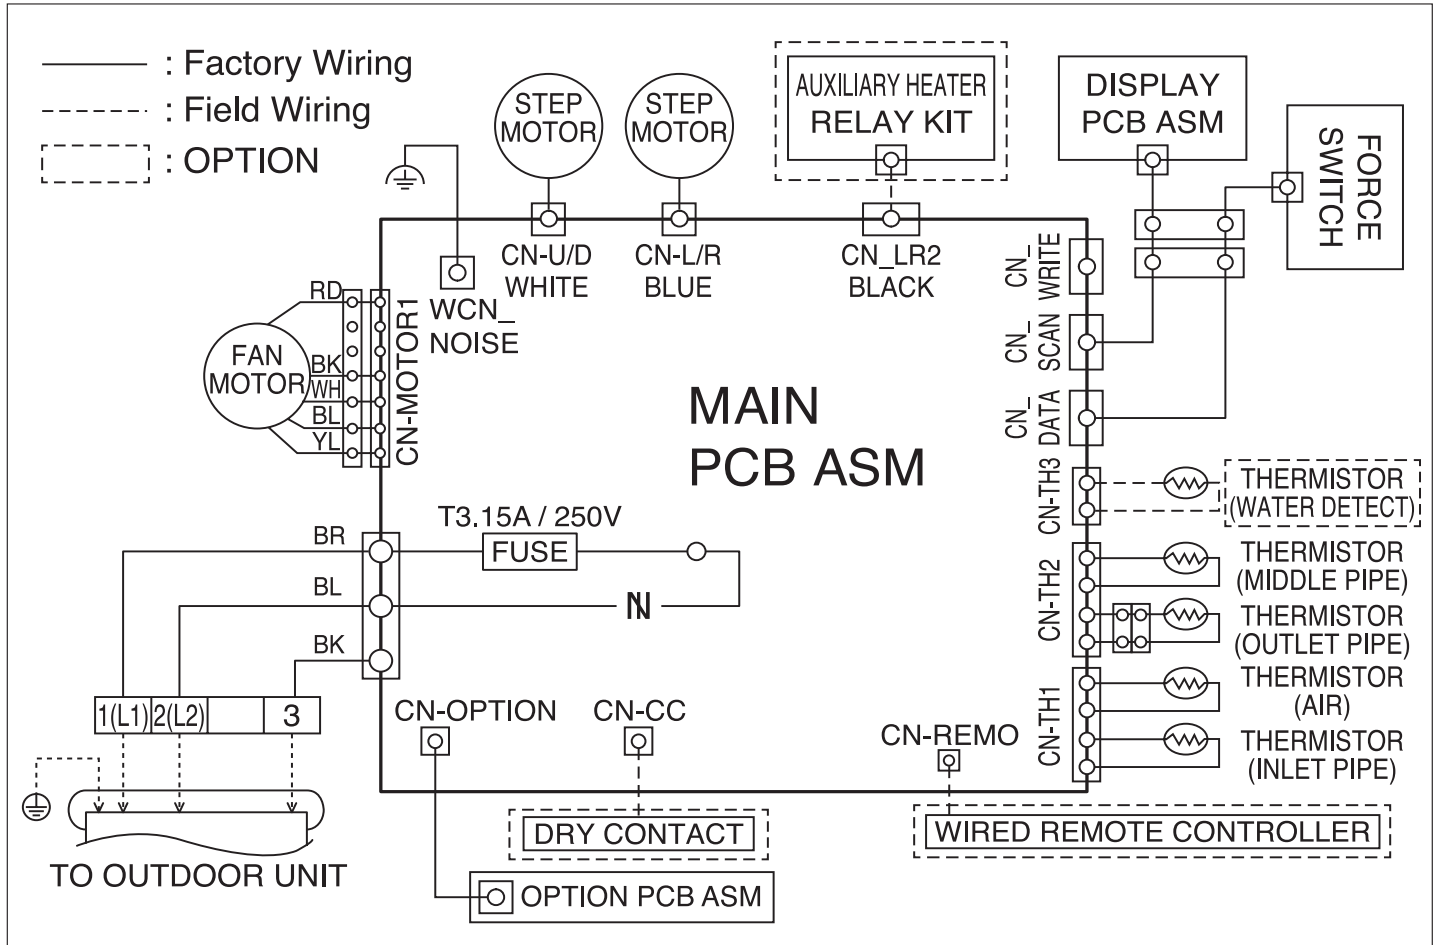 : Factory Wiring
: Field Wiring
: OPTION
STEP
MOTOR
STEP
MOTOR
AUXILIARY HEATER
RELAY KIT
DISPLAY
PCB ASM
FORCE
SWITCH
CN-U/D
WHITE
CN-L/R
BLUE
CN_LR2
BLACK
CN_
WRITE
CN_
SCAN
CN_
DATA
WCN_
NOISE
RD
BK
WH
BL
YL
FAN
MOTOR
CN-MOTOR1
MAIN
PCB ASM
CN-TH3
THERMISTOR
(WATER DETECT)
CN-TH2
THERMISTOR
(MIDDLE PIPE)
THERMISTOR
(OUTLET PIPE)
CN-TH1
THERMISTOR
(AIR)
THERMISTOR
(INLET PIPE)
T3.15A / 250V
FUSE
BR
BL
BK
N
1(L1) 2(L2) 3
CN-OPTION
CN-CC
CN-REMO
DRY CONTACT
WIRED REMOTE CONTROLLER
TO OUTDOOR UNIT
OPTION PCB ASM